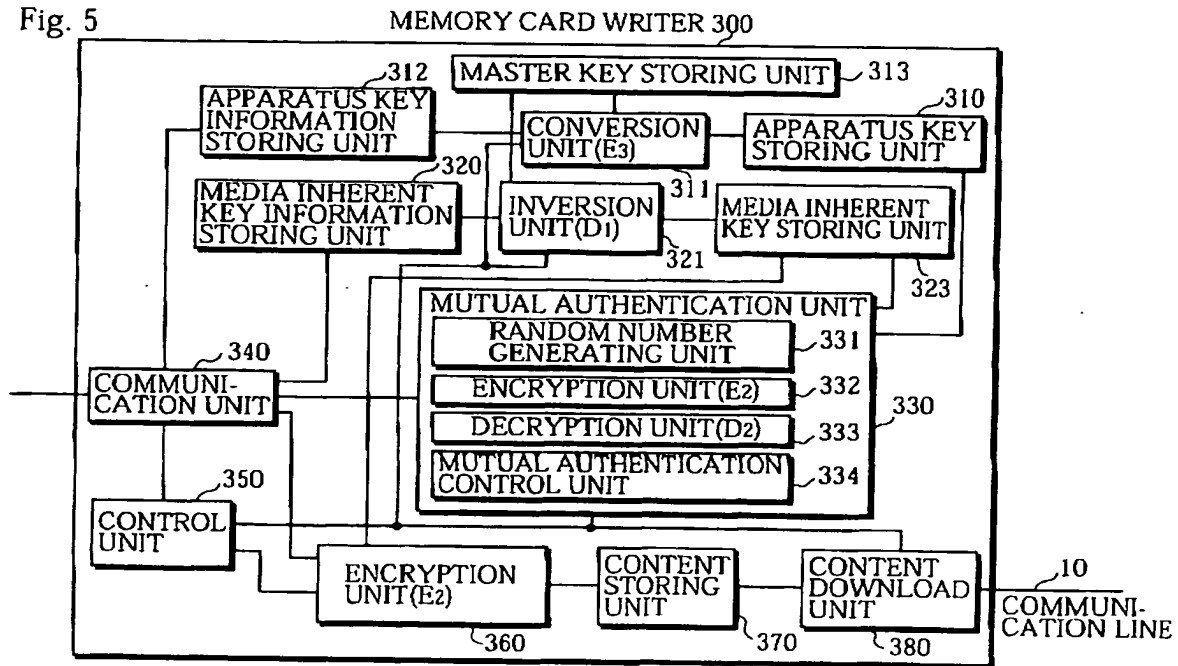 Fig. 5
MEMORY CARD WRITER 300
MASTER KEY STORING UNIT
313
312
APPARATUS KEY
INFORMATION
STORING UNIT
CONVERSION
UNIT(E3)
311
310
APPARATUS KEY
STORING UNIT
320
MEDIA INHERENT
KEY INFORMATION
STORING UNIT
INVERSION
UNIT(D1)
321
MEDIA INHERENT
KEY STORING UNIT
323
MUTUAL AUTHENTICATION UNIT
RANDOM NUMBER
GENERATING UNIT
331
ENCRYPTION UNIT(E2)
332
DECRYPTION UNIT(D2)
333
MUTUAL AUTHENTICATION
CONTROL UNIT
334
330
340
COMMUNI-
CATION UNIT
350
CONTROL
UNIT
ENCRYPTION
UNIT(E2)
360
CONTENT
STORING
UNIT
370
CONTENT
DOWNLOAD
UNIT
380
10
COMMUNI-
CATION LINE